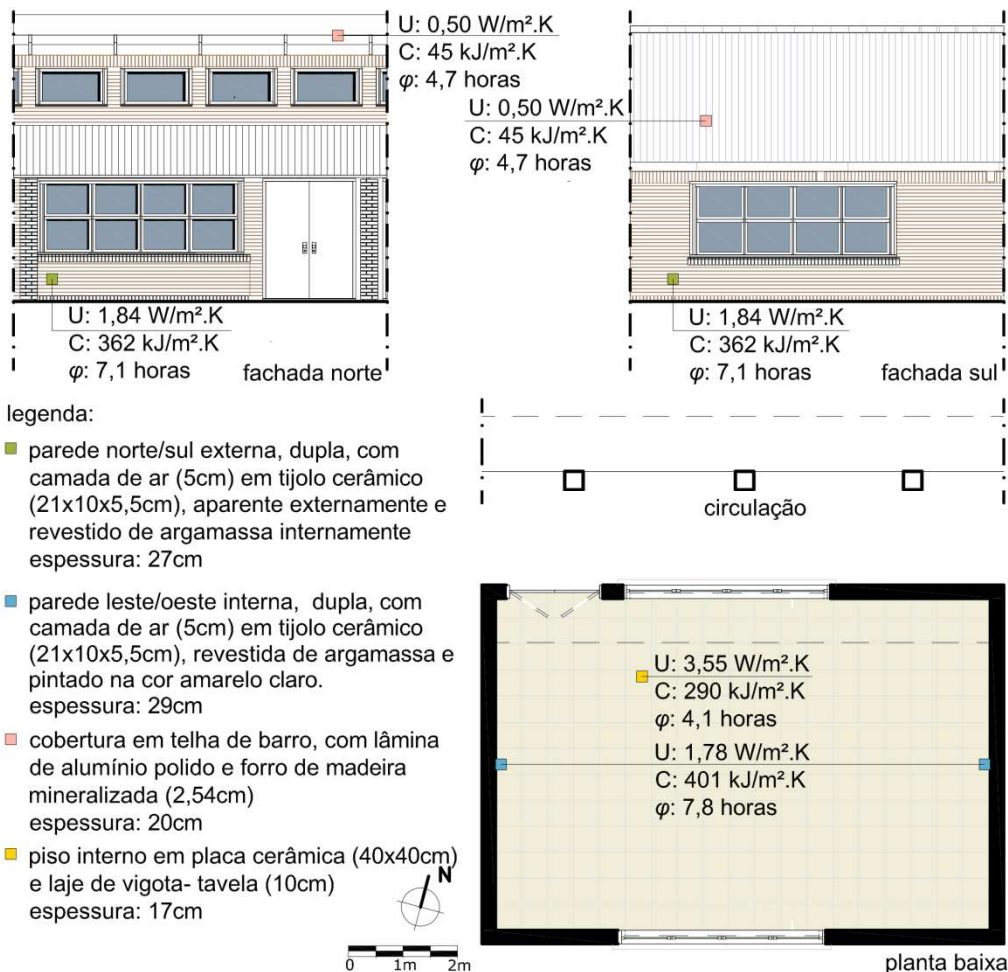 U: 0,50 W/m².K
C: 45 kJ/m².K
φ: 4,7 horas
U: 0,50 W/m².K
C: 45 kJ/m².K
φ: 4,7 horas
U: 1,84 W/m².K
C: 362 kJ/m².K
φ: 7,1 horas
fachada norte
U: 1,84 W/m².K
C: 362 kJ/m².K
φ: 7,1 horas
fachada sul
legenda:
parede norte/sul externa, dupla, com
camada de ar (5cm) em tijolo cerâmico
(21x10x5,5cm), aparente externamente e
revestido de argamassa internamente
espessura: 27cm
parede leste/oeste interna, dupla, com
camada de ar (5cm) em tijolo cerâmico
(21x10x5,5cm), revestida de argamassa e
pintado na cor amarelo claro.
espessura: 29cm
cobertura em telha de barro, com lâmina
de alumínio polido e forro de madeira
mineralizada (2,54cm)
espessura: 20cm
piso interno em placa cerâmica (40x40cm)
e laje de vigota- tavela (10cm)
espessura: 17cm
N
0 1m 2m
circulação
U: 3,55 W/m².K
C: 290 kJ/m².K
φ: 4,1 horas
U: 1,78 W/m².K
C: 401 kJ/m².K
φ: 7,8 horas
planta baixa